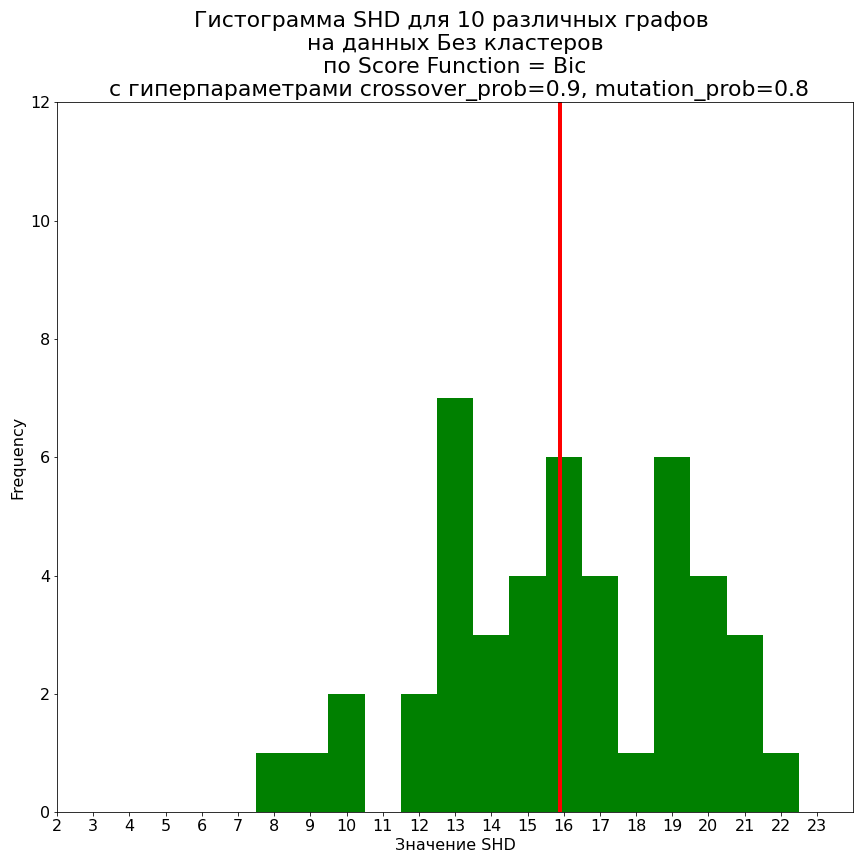 Гистограмма SHD для 10 различных графов
на данных Без кластеров
по Score Function = Bic
с гиперпараметрами crossover_prob=0.9, mutation_prob=0.8
12
10
8
6
4
2
0
Frequency
2 3 4 5 6 7 8 9 10 11 12 13 14 15 16 17 18 19 20 21 22 23
Значение SHD